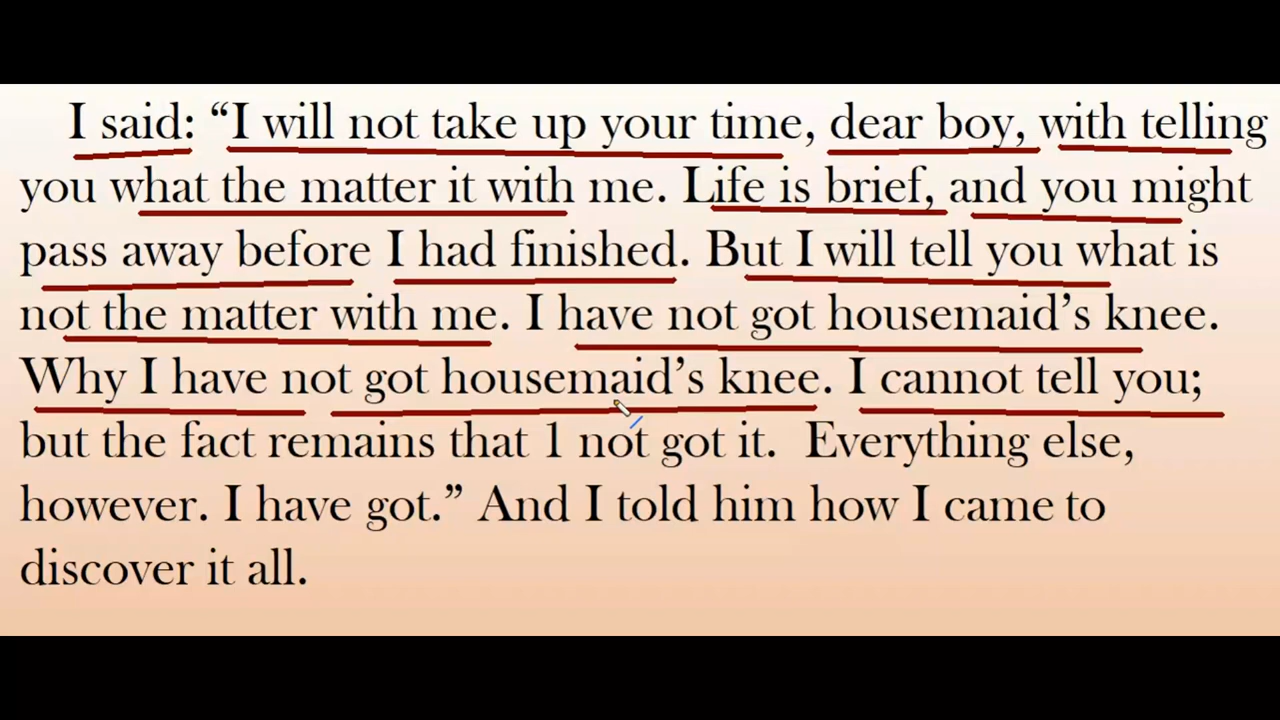 I said: “I will not take up your time, dear boy, with telling
you what the matter it with me. Life is brief, and you might
pass away before I had finished. But I will tell you what is
not the matter with me. I have not got housemaid’s knee.
Why I have not got housemaid’s knee. I cannot tell you;
but the fact remains that 1 not got it.  Everything else,
however. I have got.” And I told him how I came to
discover it all.